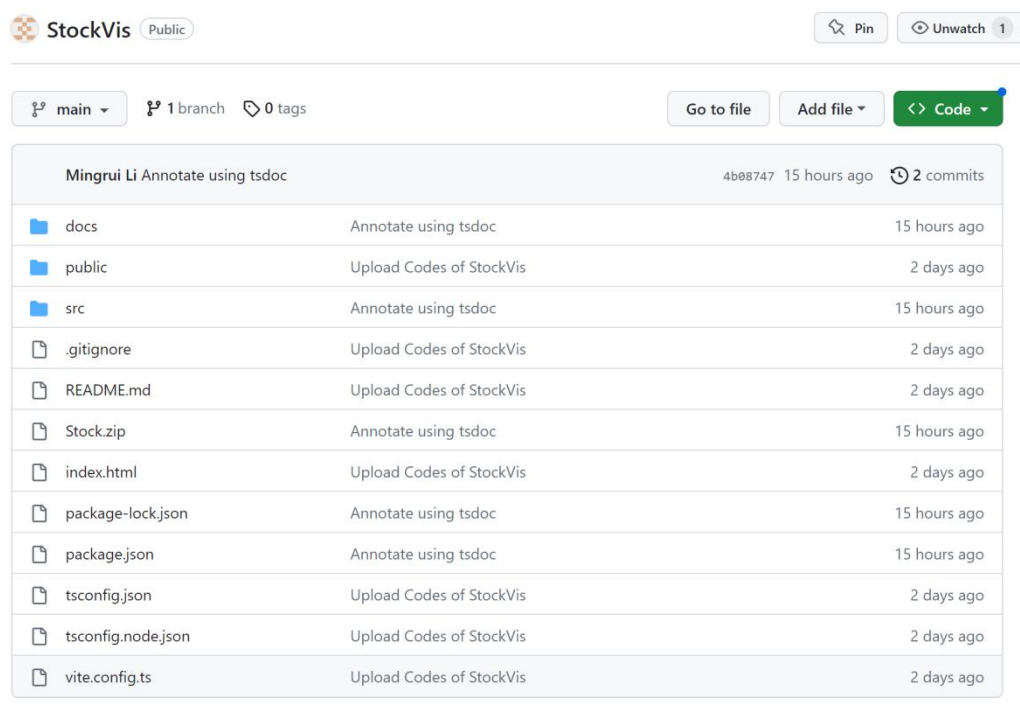 StockVis Public Pin Unwatch 1
main 1 branch 0 tags Go to file Add file <> Code
Mingrui Li Annotate using tsdoc 4b08747 15 hours ago 2 commits
docs Annotate using tsdoc 15 hours ago
public Upload Codes of StockVis 2 days ago
src Annotate using tsdoc 15 hours ago
.gitignore Upload Codes of StockVis 2 days ago
README.md Upload Codes of StockVis 2 days ago
Stock.zip Annotate using tsdoc 15 hours ago
index.html Upload Codes of StockVis 2 days ago
package-lock.json Annotate using tsdoc 15 hours ago
package.json Annotate using tsdoc 15 hours ago
tsconfig.json Upload Codes of StockVis 2 days ago
tsconfig.node.json Upload Codes of StockVis 2 days ago
vite.config.ts Upload Codes of StockVis 2 days ago